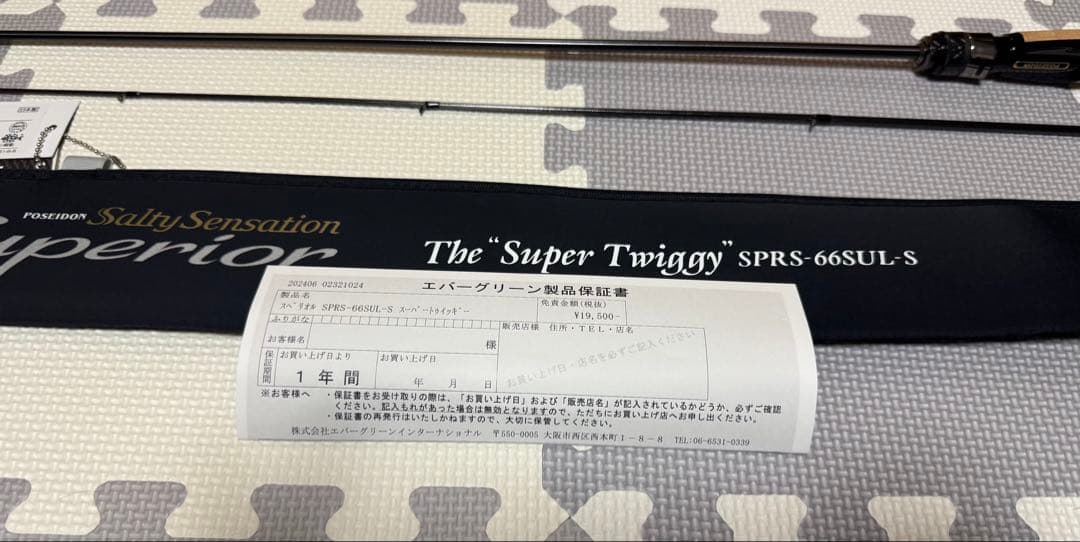 POSEIDON Salty Sensation
Superior
The “Super Twiggy” SPRS-66SUL-S
202406 02321024
エバーグリーン製品保証書
製品名
スペリオル SPRS-66SUL-S スーパートゥイッギー
免責金額(税抜)
¥19,500-
ふりがな
お客様名
様
販売店様 住所・TEL・店名
お買い上げ日・店名を必ずご記入ください
保証期間
お買い上げ日より
1年間
お買い上げ日
年 月 日
※お客様へ ・保証書をお受け取りの際は、「お買い上げ日」および「販売店名」が記入されているかどうか、必ずご確認
ください。記入もれがあった場合は無効となりますので、ただちにお買い上げ店へお申し出ください。
・保証書の再発行はいたしかねますので、大切に保管してください。
株式会社エバーグリーンインターナショナル 〒550-0005 大阪市西区西本町1-8-8 TEL:06-6531-0339